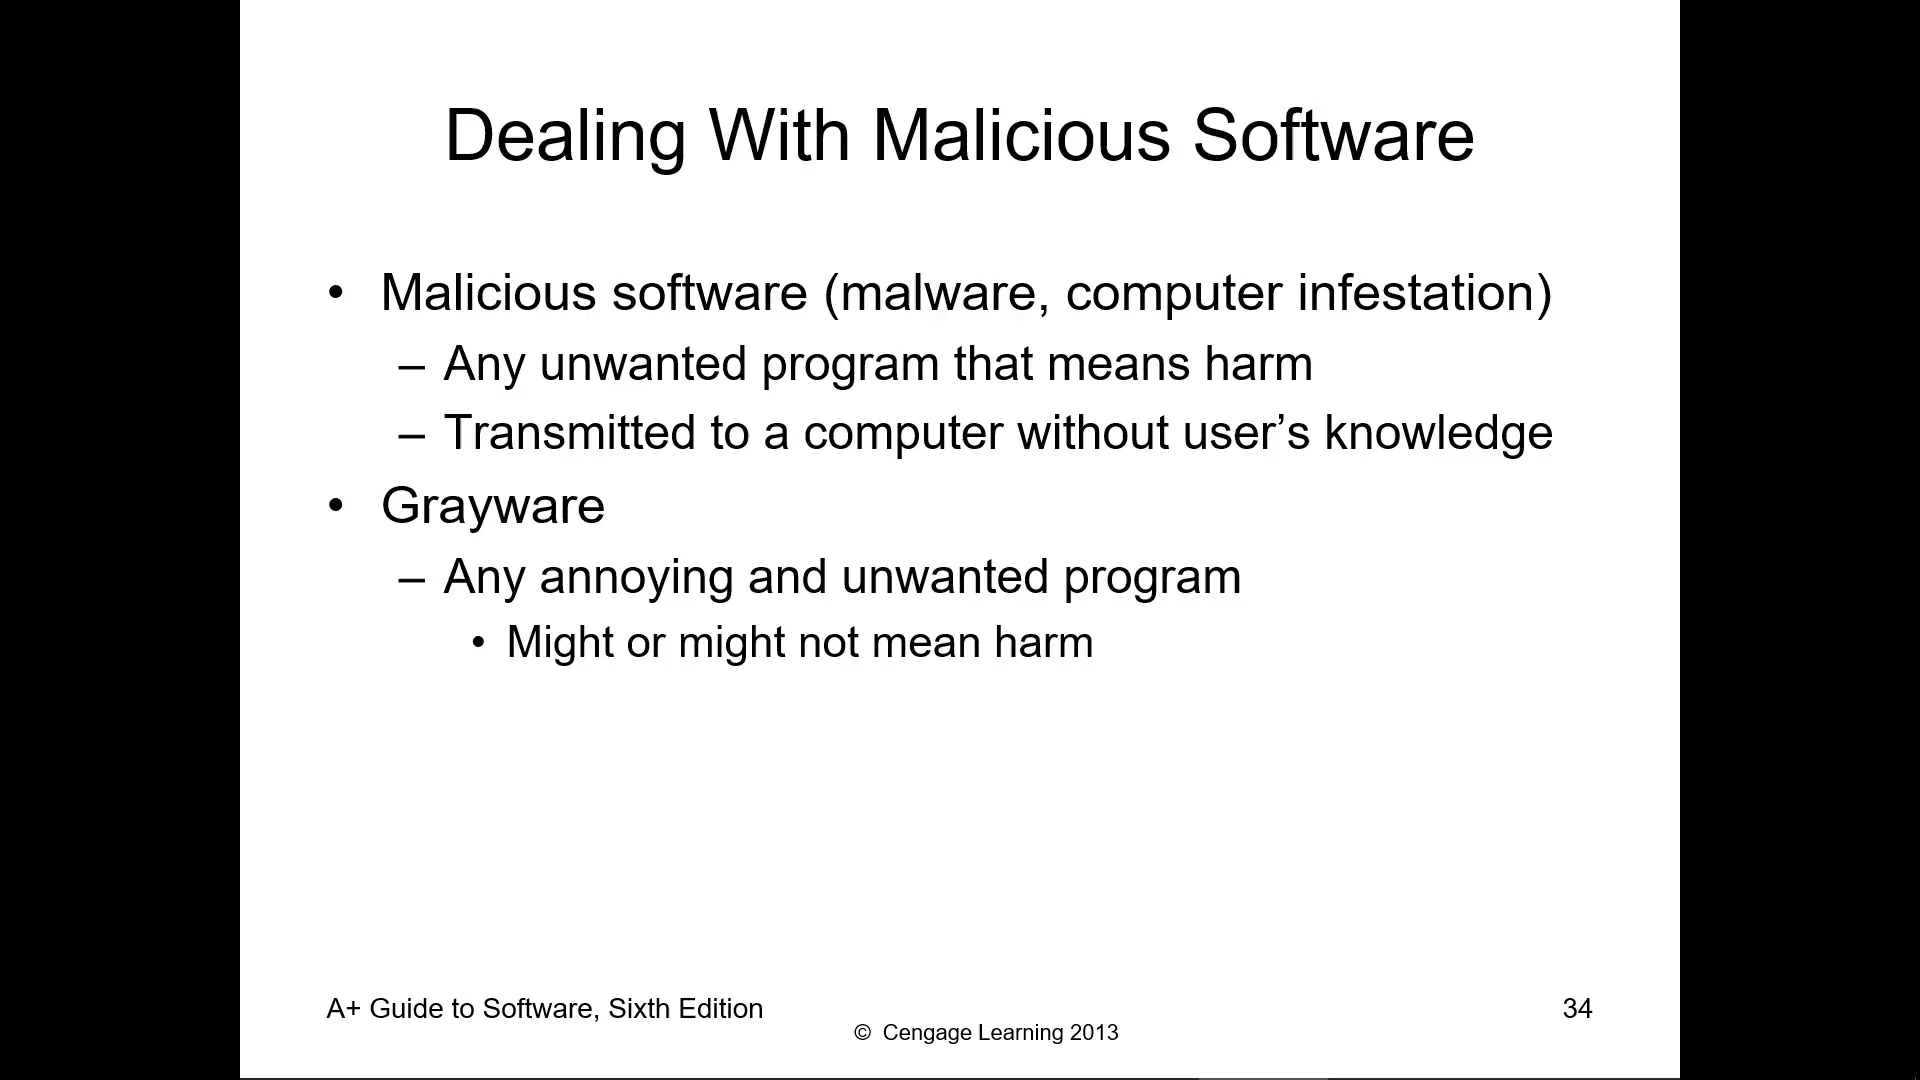 Dealing With Malicious Software
• Malicious software (malware, computer infestation)
– Any unwanted program that means harm
– Transmitted to a computer without user’s knowledge
• Grayware
– Any annoying and unwanted program
• Might or might not mean harm
A+ Guide to Software, Sixth Edition
34
© Cengage Learning 2013